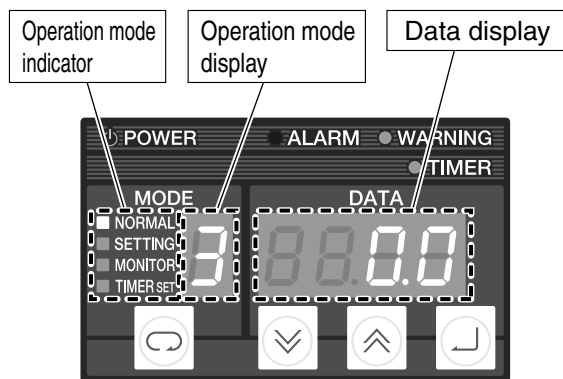 Operation mode
indicator
Operation mode
display
Data display
POWER
ALARM
WARNING
TIMER
MODE
DATA
NORMAL
SETTING
MONITOR
TIMER SET
3
0.0